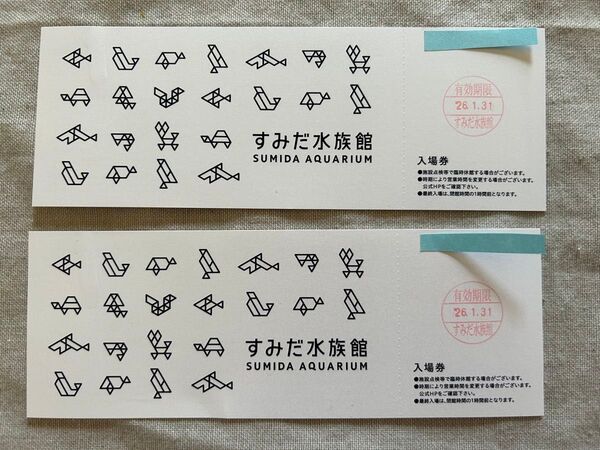 すみだ水族館
SUMIDA AQUARIUM
有効期限
'26.1.31
すみだ水族館
入場券
●施設点検等で臨時休館する場合がございます。
●時期により営業時間を変更する場合がございます。
公式HPをご確認下さい。
●最終入場は、閉館時間の1時間前となります。
すみだ水族館
SUMIDA AQUARIUM
有効期限
'26.1.31
すみだ水族館
入場券
●施設点検等で臨時休館する場合がございます。
●時期により営業時間を変更する場合がございます。
公式HPをご確認下さい。
●最終入場は、閉館時間の1時間前となります。